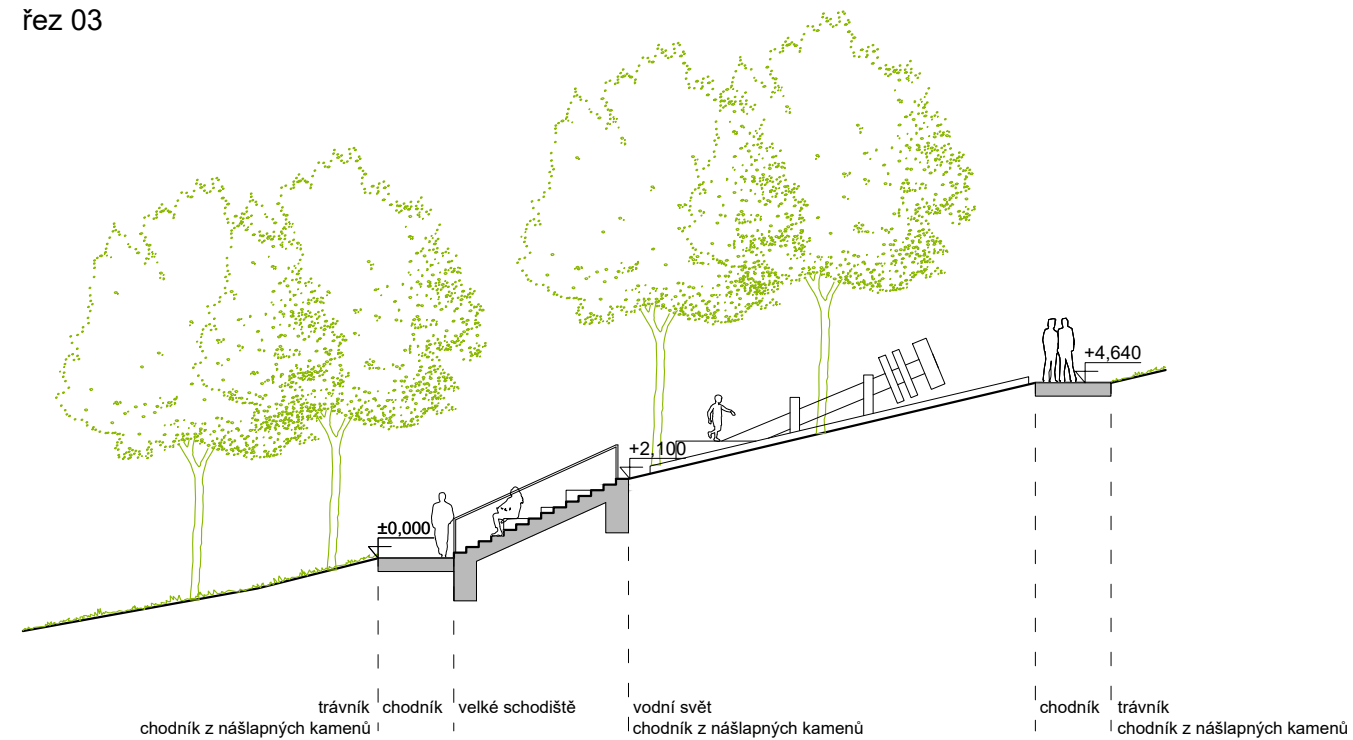 řez 03
+4,640
+2,100
±0,000
trávník
chodník z nášlapných kamenů
chodník
velké schodiště
vodní svět
chodník z nášlapných kamenů
chodník
trávník
chodník z nášlapných kamenů